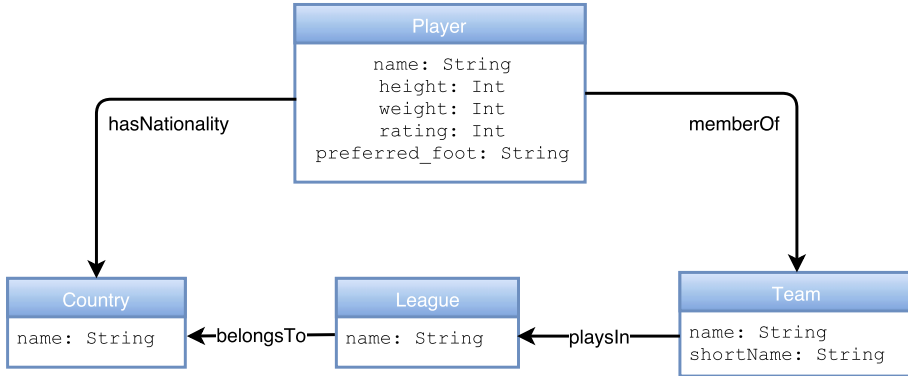 Player
name: String
height: Int
weight: Int
rating: Int
preferred_foot: String
hasNationality
memberOf
Country
name: String
belongsTo
League
name: String
playsIn
Team
name: String
shortName: String